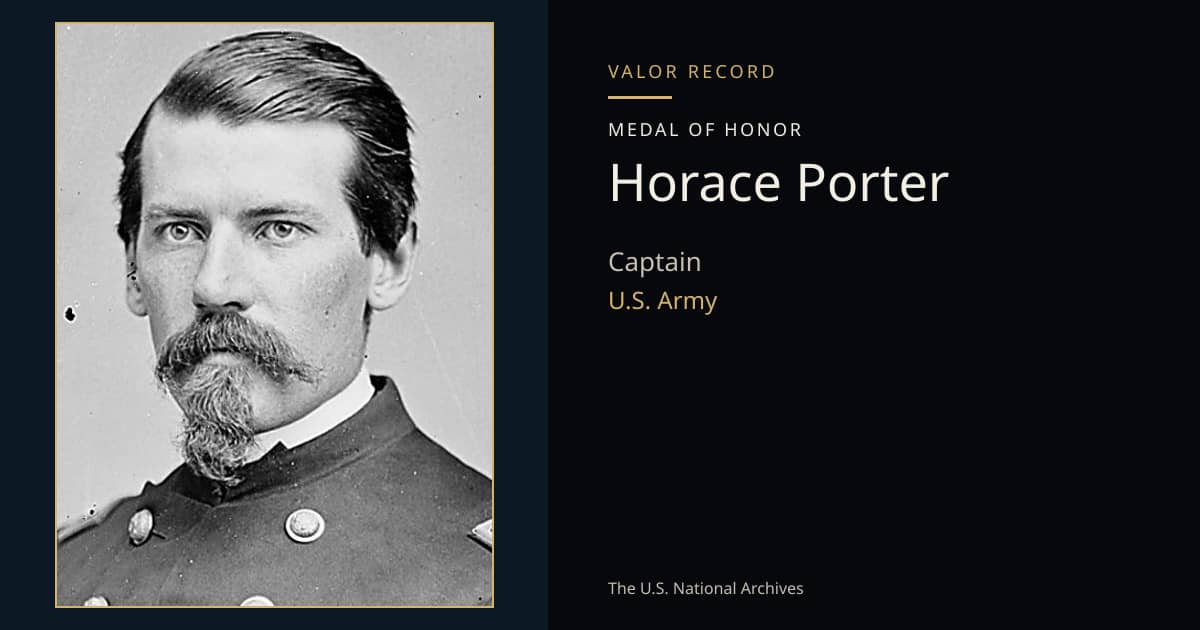 VALOR RECORD
MEDAL OF HONOR
Horace Porter
Captain
U.S. Army
The U.S. National Archives